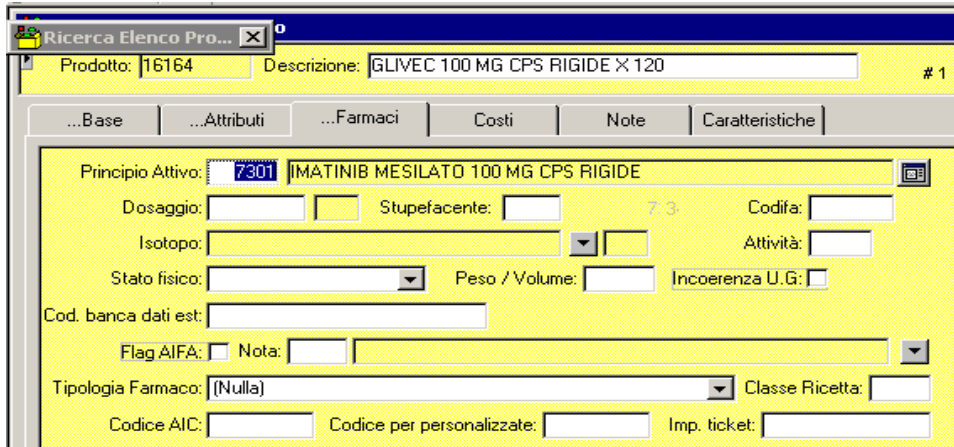 Ricerca Elenco Pro...
Prodotto: 16164 Descrizione: GLIVEC 100 MG CPS RIGIDE X 120 # 1
...Base ...Attributi ...Farmaci Costi Note Caratteristiche
Principio Attivo: 7301 IMATINIB MESILATO 100 MG CPS RIGIDE
Dosaggio: Stupefacente: Codifa:
Isotopo: Attività:
Stato fisico: Peso / Volume: Incoerenza U.G:
Cod. banca dati est:
Flag AIFA: Nota:
Tipologia Farmaco: (Nulla) Classe Ricetta:
Codice AIC: Codice per personalizzate: Imp. ticket: